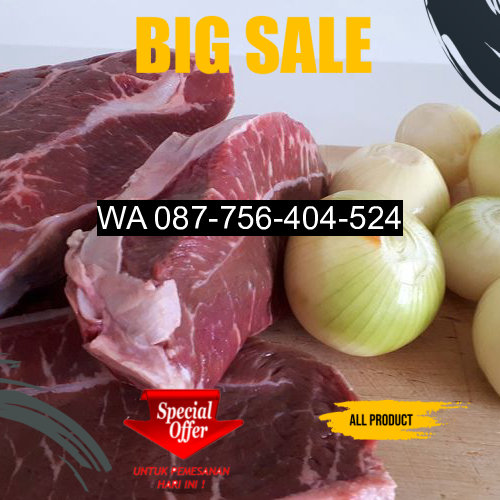 BIG SALE
WA 087-756-404-524
Special
Offer
ALL PRODUCT
UNTUK PEMESANAN
HARI INI !